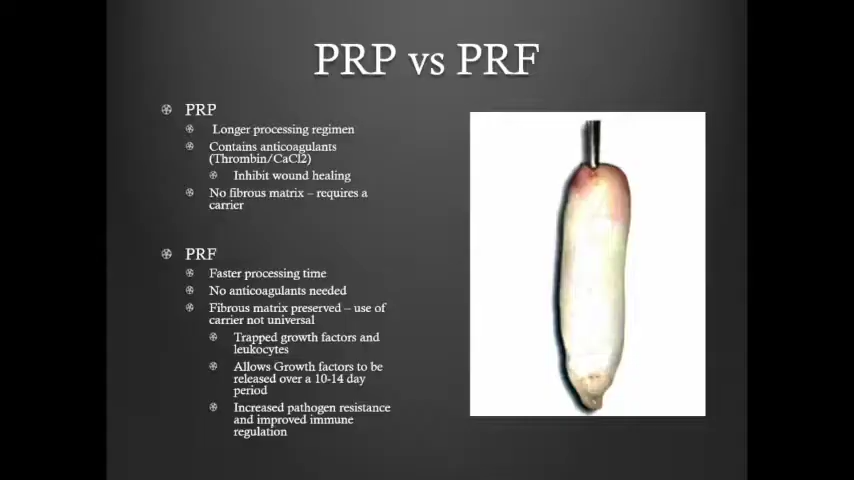 PRP vs PRF
PRP
Longer processing regimen
Contains anticoagulants
(Thrombin/CaCl2)
Inhibit wound healing
No fibrous matrix – requires a
carrier
PRF
Faster processing time
No anticoagulants needed
Fibrous matrix preserved – use of
carrier not universal
Trapped growth factors and
leukocytes
Allows Growth factors to be
released over a 10-14 day
period
Increased pathogen resistance
and improved immune
regulation